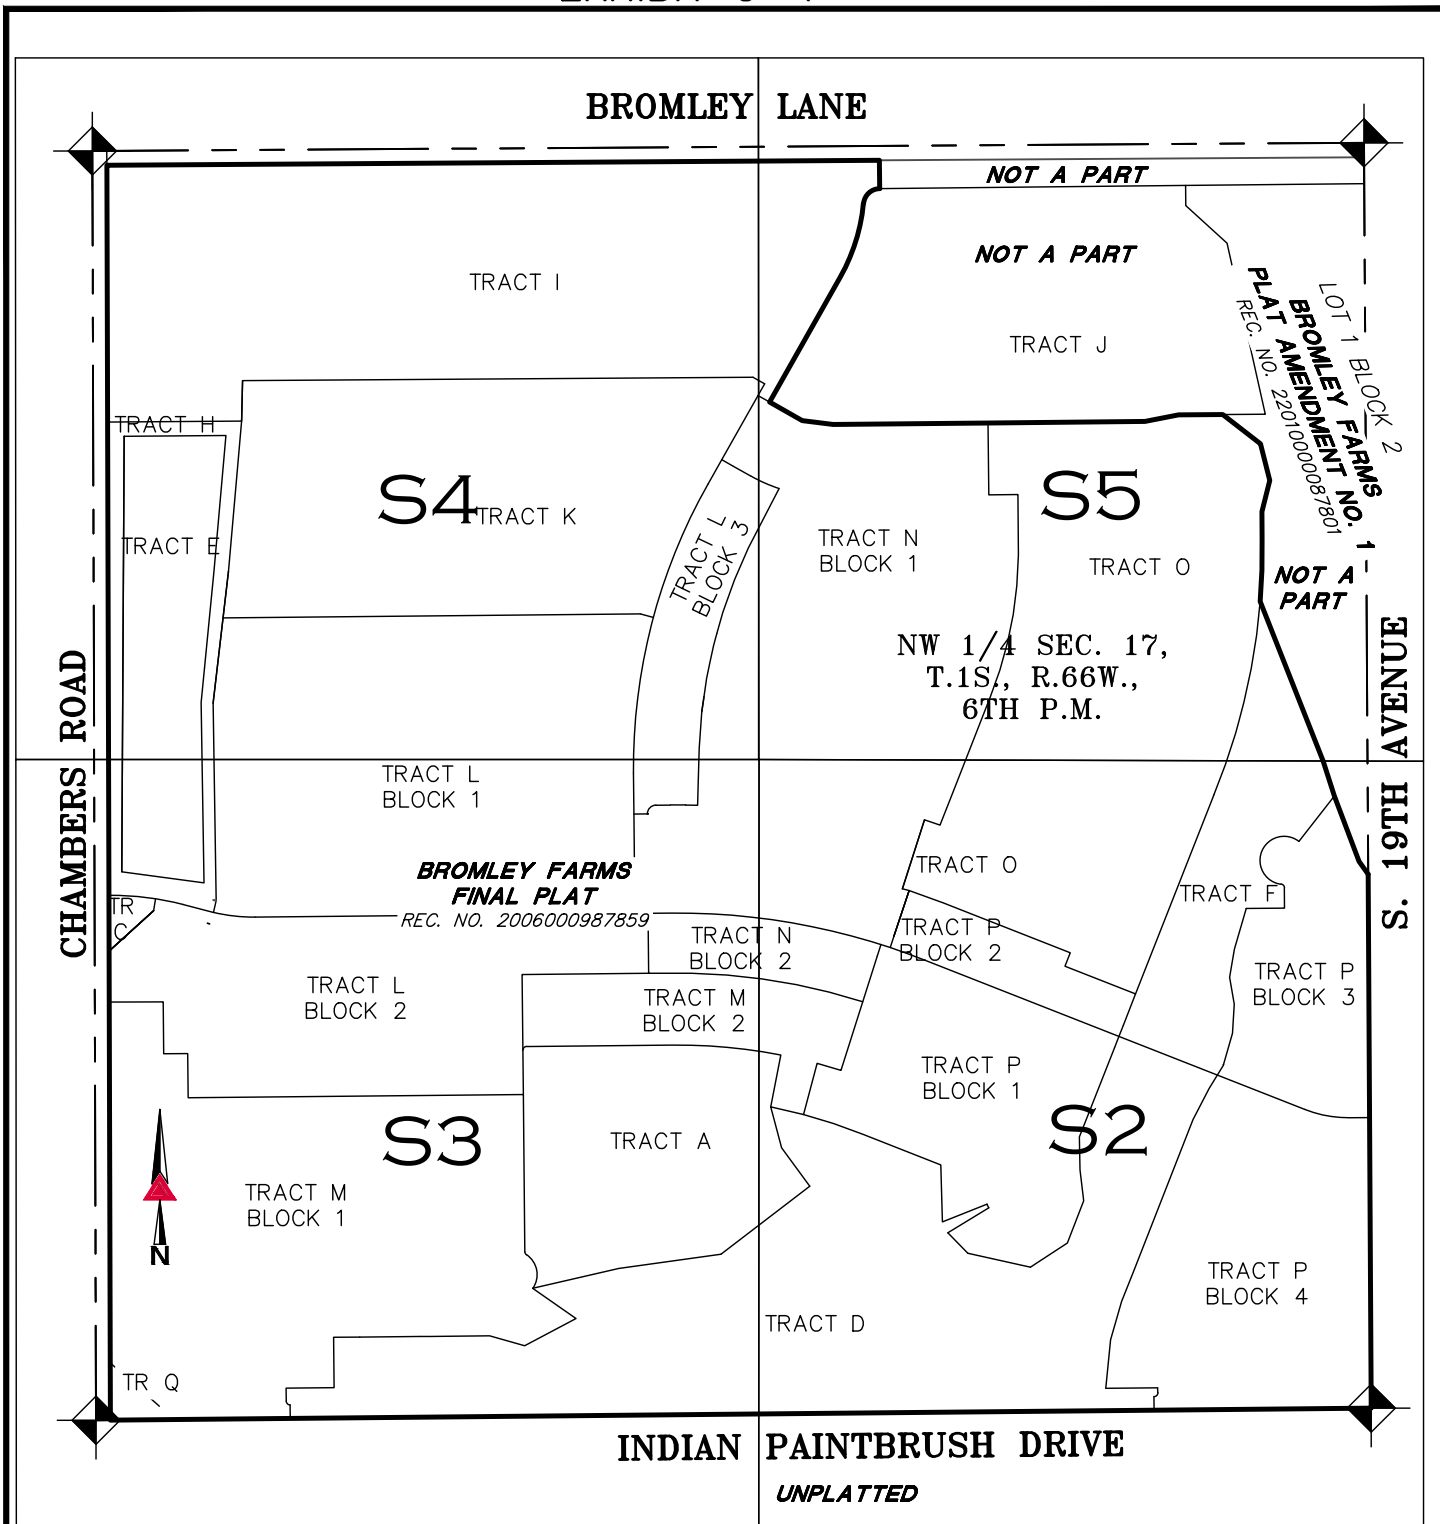 BROMLEY LANE
NOT A PART
NOT A PART
TRACT I
TRACT J
LOT 1 BLOCK 2
BROMLEY FARMS
PLAT AMENDMENT NO. 1
REC. NO. 2201000087801
TRACT H
S4
TRACT K
S5
TRACT E
TRACT L
BLOCK 3
TRACT N
BLOCK 1
TRACT O
NOT A
PART
NW 1/4 SEC. 17,
T.1S., R.66W.,
6TH P.M.
CHAMBERS ROAD
S. 19TH AVENUE
TRACT L
BLOCK 1
BROMLEY FARMS
FINAL PLAT
REC. NO. 2006000987859
TRACT O
TRACT F
TR
C
TRACT N
BLOCK 2
TRACT P
BLOCK 2
TRACT L
BLOCK 2
TRACT M
BLOCK 2
TRACT P
BLOCK 3
TRACT P
BLOCK 1
S3
TRACT A
S2
TRACT M
BLOCK 1
N
TRACT P
BLOCK 4
TRACT D
TR Q
INDIAN PAINTBRUSH DRIVE
UNPLATTED